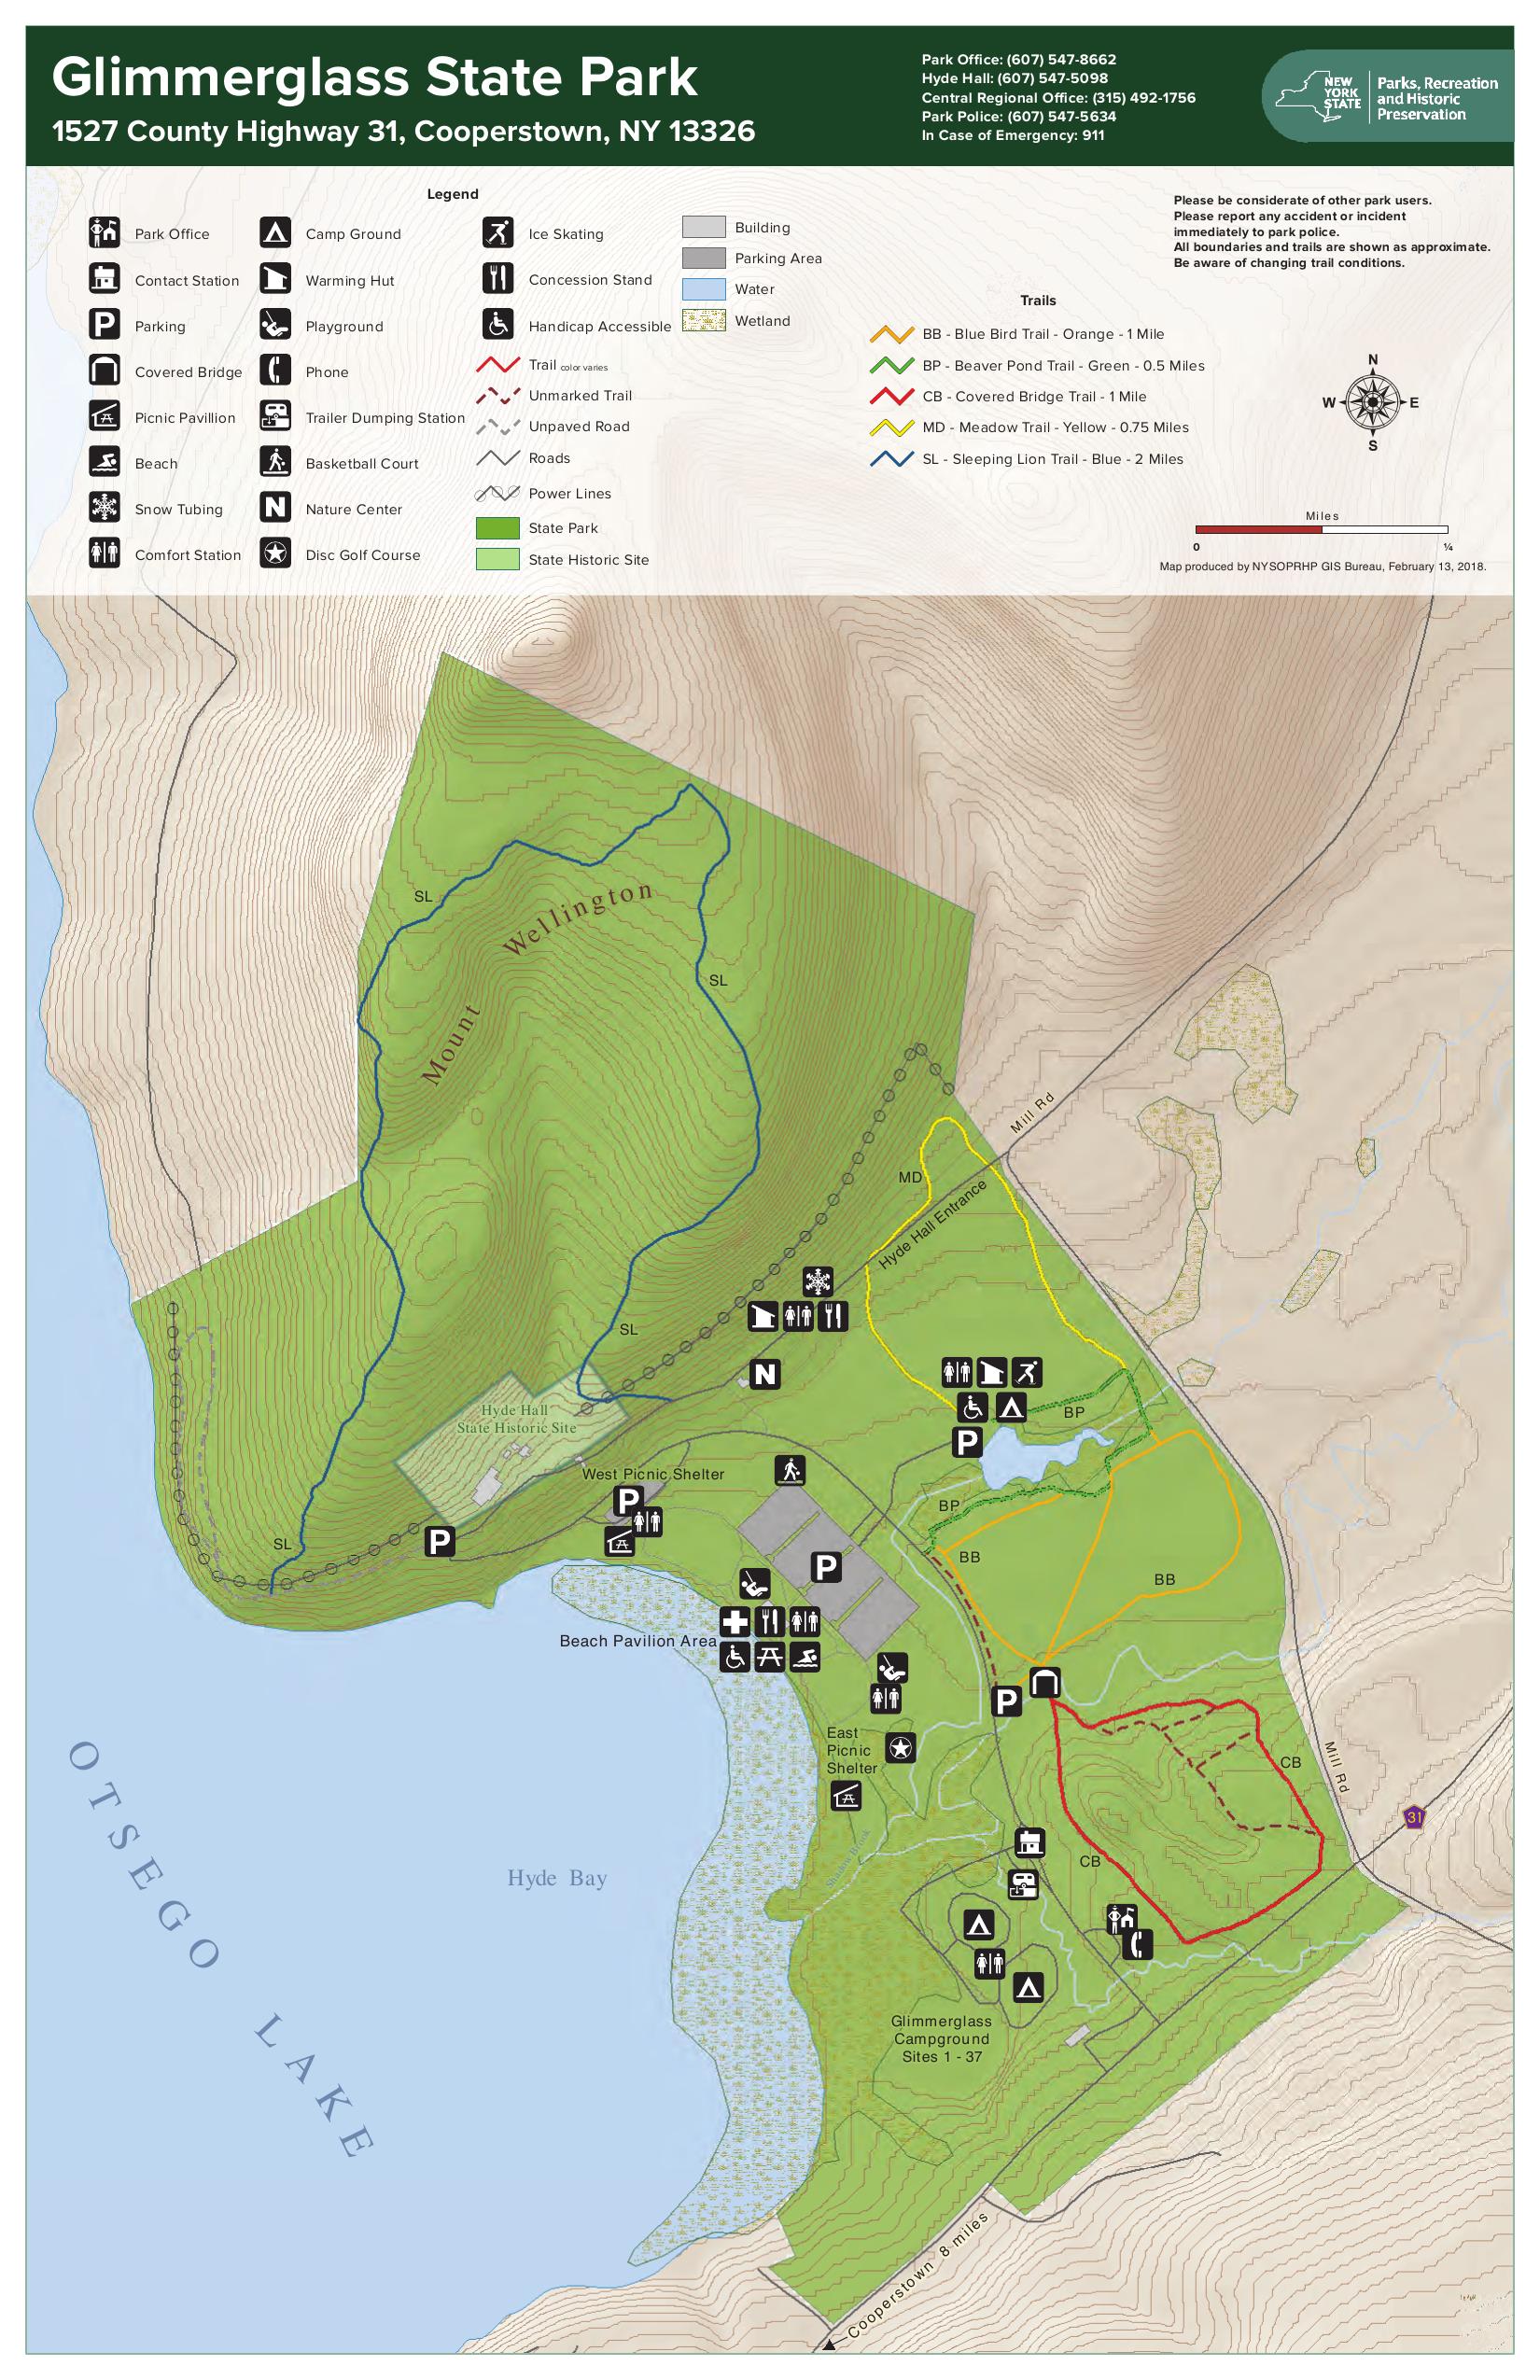 Glimmerglass State Park
1527 County Highway 31, Cooperstown, NY 13326
Park Office: (607) 547-8662
Hyde Hall: (607) 547-5098
Central Regional Office: (315) 492-1756
Park Police: (607) 547-5634
In Case of Emergency: 911
NEW
YORK
STATE
Parks, Recreation
and Historic
Preservation
Legend
Park Office
Contact Station
P
Parking
Covered Bridge
Picnic Pavillion
Beach
Snow Tubing
Comfort Station
Camp Ground
Warming Hut
Playground
Phone
Trailer Dumping Station
Basketball Court
N
Nature Center
Disc Golf Course
Ice Skating
Concession Stand
Handicap Accessible
Trail color varies
Unmarked Trail
Unpaved Road
Roads
Power Lines
State Park
State Historic Site
Building
Parking Area
Water
Wetland
Please be considerate of other park users.
Please report any accident or incident
immediately to park police.
All boundaries and trails are shown as approximate.
Be aware of changing trail conditions.
Trails
BB - Blue Bird Trail - Orange - 1 Mile
BP - Beaver Pond Trail - Green - 0.5 Miles
CB - Covered Bridge Trail - 1 Mile
MD - Meadow Trail - Yellow - 0.75 Miles
SL - Sleeping Lion Trail - Blue - 2 Miles
N
W
E
S
Miles
0
¼
Map produced by NYSOPRHP GIS Bureau, February 13, 2018.
SL
Mount Wellington
SL
Mill Rd
MD
Hyde Hall Entrance
SL
N
BP
Hyde Hall
State Historic Site
P
West Picnic Shelter
P
BP
SL
P
BB
P
BB
Beach Pavilion Area
P
East
Picnic
Shelter
CB
Mill Rd
31
CB
OTSEGO LAKE
Hyde Bay
Glimmerglass
Campground
Sites 1 - 37
Cooperstown 8 miles